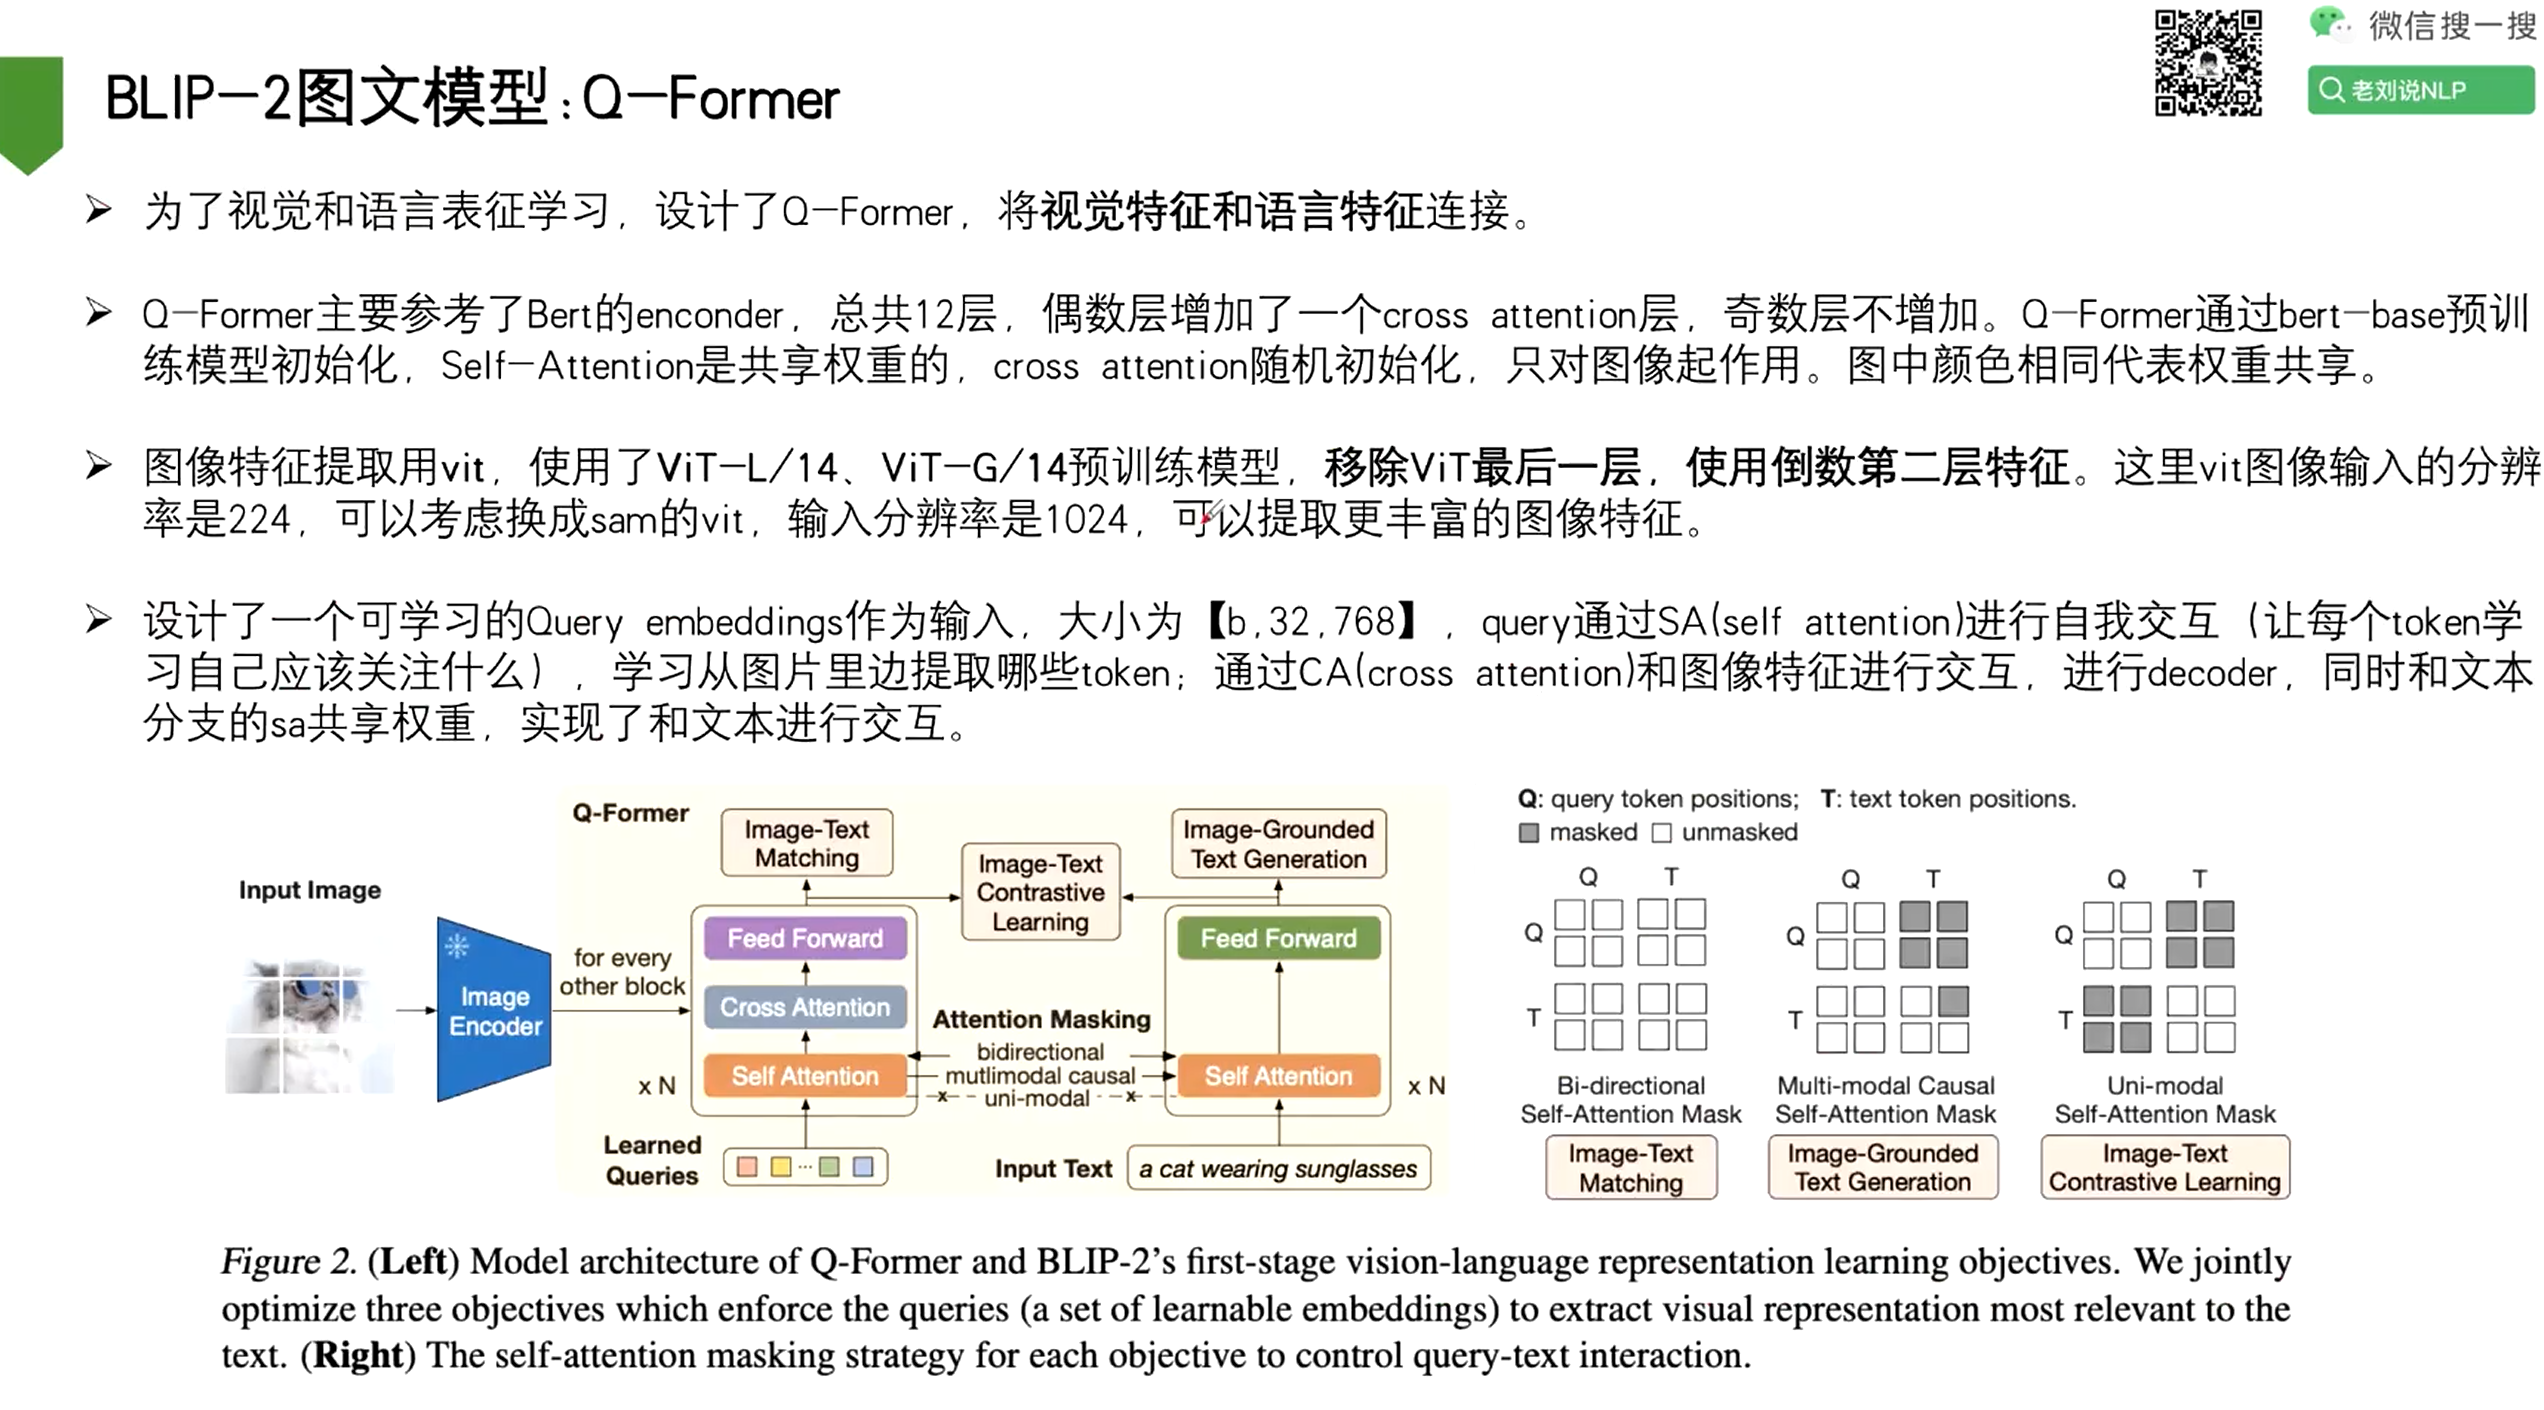 微信搜一搜
老刘说NLP
BLIP-2图文模型：Q-Former
为了视觉和语言表征学习，设计了Q-Former，将视觉特征和语言特征连接。
Q-Former主要参考了Bert的enconder，总共12层，偶数层增加了一个cross attention层，奇数层不增加。Q-Former通过bert-base预训
练模型初始化，Self-Attention是共享权重的，cross attention随机初始化，只对图像起作用。图中颜色相同代表权重共享。
图像特征提取用vit，使用了ViT-L/14、ViT-G/14预训练模型，移除ViT最后一层，使用倒数第二层特征。这里vit图像输入的分辨
率是224，可以考虑换成sam的vit，输入分辨率是1024，可以提取更丰富的图像特征。
设计了一个可学习的Query embeddings作为输入，大小为【b,32,768】，query通过SA(self attention)进行自我交互（让每个token学
习自己应该关注什么），学习从图片里边提取哪些token；通过CA(cross attention)和图像特征进行交互，进行decoder，同时和文本
分支的sa共享权重，实现了和文本进行交互。
Input Image
Image
Encoder
for every
other block
Q-Former
Image-Text
Matching
Image-Text
Contrastive
Learning
Image-Grounded
Text Generation
Feed Forward
Cross Attention
Self Attention
x N
Learned
Queries
...
Attention Masking
bidirectional
mutlimodal causal
x uni-modal x
Feed Forward
Self Attention
x N
Input Text
a cat wearing sunglasses
Q: query token positions; T: text token positions.
masked unmasked
Q T
Q
T
Bi-directional
Self-Attention Mask
Image-Text
Matching
Q T
Q
T
Multi-modal Causal
Self-Attention Mask
Image-Grounded
Text Generation
Q T
Q
T
Uni-modal
Self-Attention Mask
Image-Text
Contrastive Learning
Figure 2. (Left) Model architecture of Q-Former and BLIP-2's first-stage vision-language representation learning objectives. We jointly
optimize three objectives which enforce the queries (a set of learnable embeddings) to extract visual representation most relevant to the
text. (Right) The self-attention masking strategy for each objective to control query-text interaction.